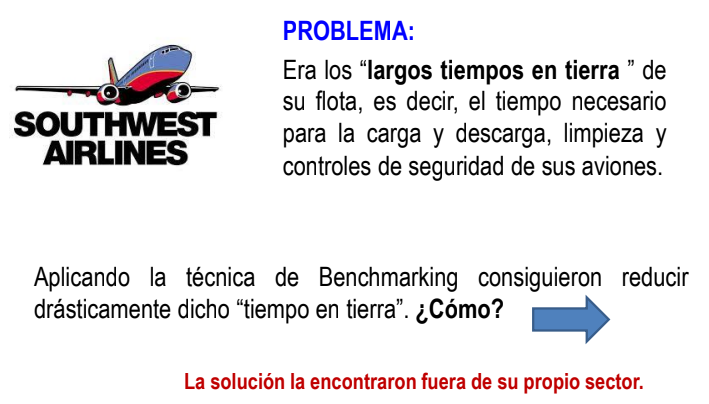 PROBLEMA:
Era los “largos tiempos en tierra ” de
su flota, es decir, el tiempo necesario
para la carga y descarga, limpieza y
controles de seguridad de sus aviones.
SOUTHWEST
AIRLINES
Aplicando la técnica de Benchmarking consiguieron reducir
drásticamente dicho “tiempo en tierra”. ¿Cómo?
La solución la encontraron fuera de su propio sector.